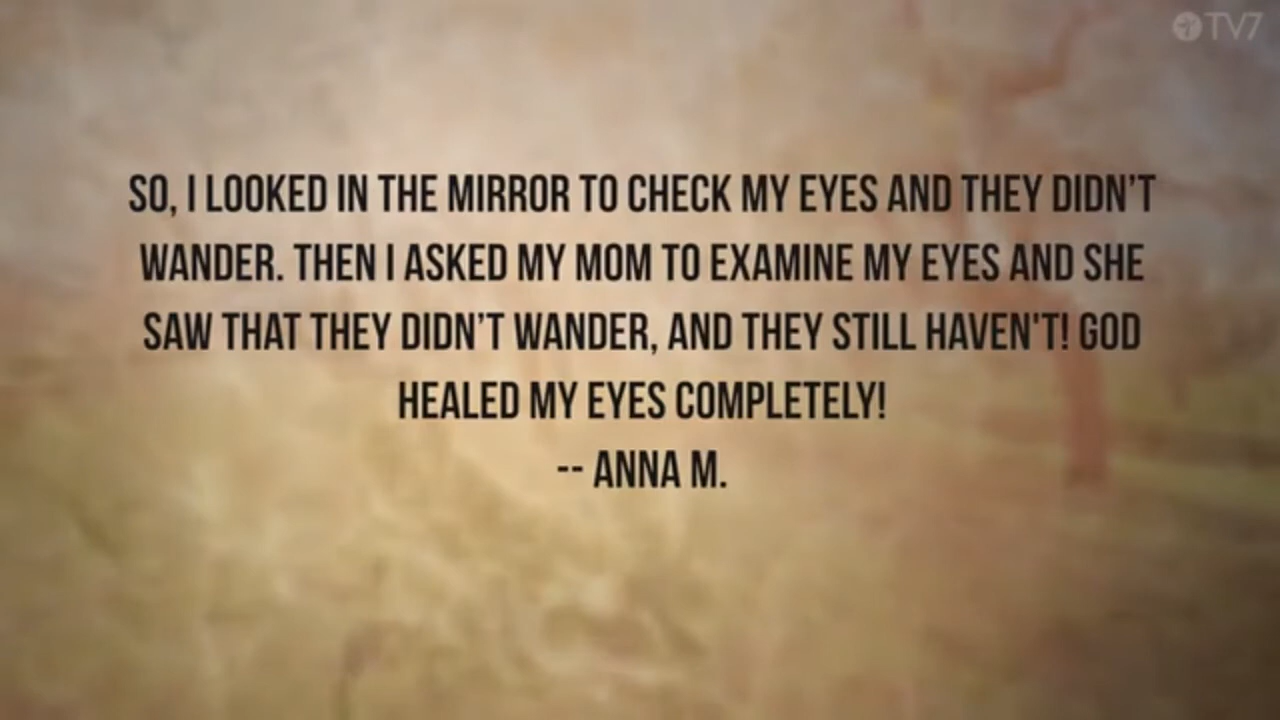 TV7
SO, I LOOKED IN THE MIRROR TO CHECK MY EYES AND THEY DIDN’T
WANDER. THEN I ASKED MY MOM TO EXAMINE MY EYES AND SHE
SAW THAT THEY DIDN’T WANDER, AND THEY STILL HAVEN'T! GOD
HEALED MY EYES COMPLETELY!
-- ANNA M.